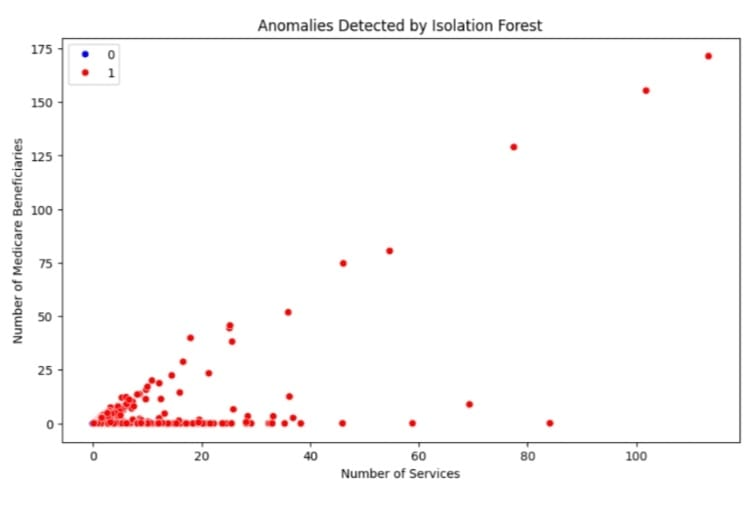 Anomalies Detected by Isolation Forest
0
1
175
150
125
100
75
50
25
0
Number of Medicare Beneficiaries
0 20 40 60 80 100
Number of Services